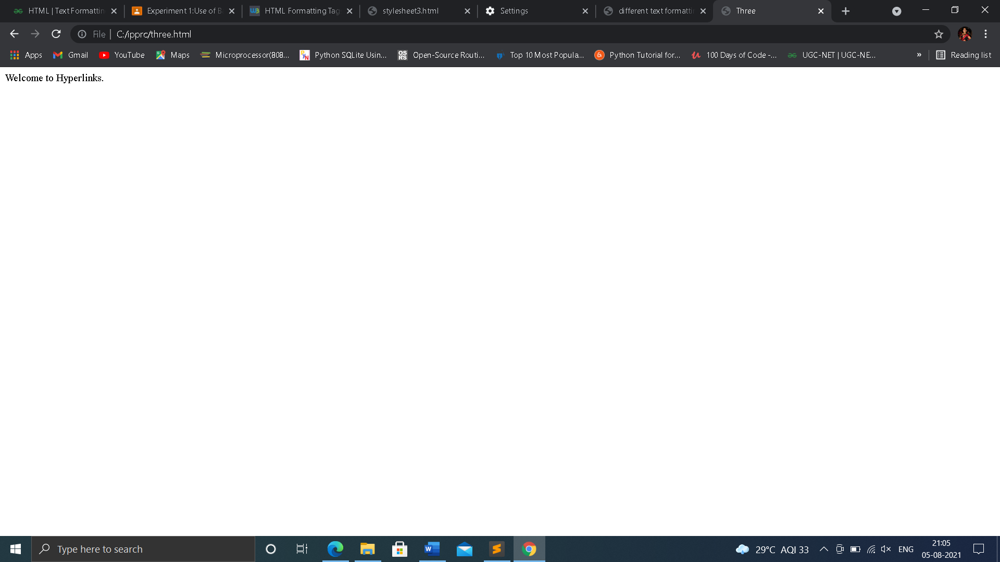 HTML | Text Formattin
Experiment 1:Use of B
HTML Formatting Tag
stylesheet3.html
Settings
different text formattin
Three
File | C:/ipprc/three.html
Apps
Gmail
YouTube
Maps
Microprocessor(808...
Python SQLite Usin...
OS RS
Open-Source Routi...
Top 10 Most Popula...
Python Tutorial for...
100 Days of Code -...
UGC-NET | UGC-NE...
»
Reading list
Welcome to Hyperlinks.
Type here to search
29°C AQI 33
ENG
21:05
05-08-2021